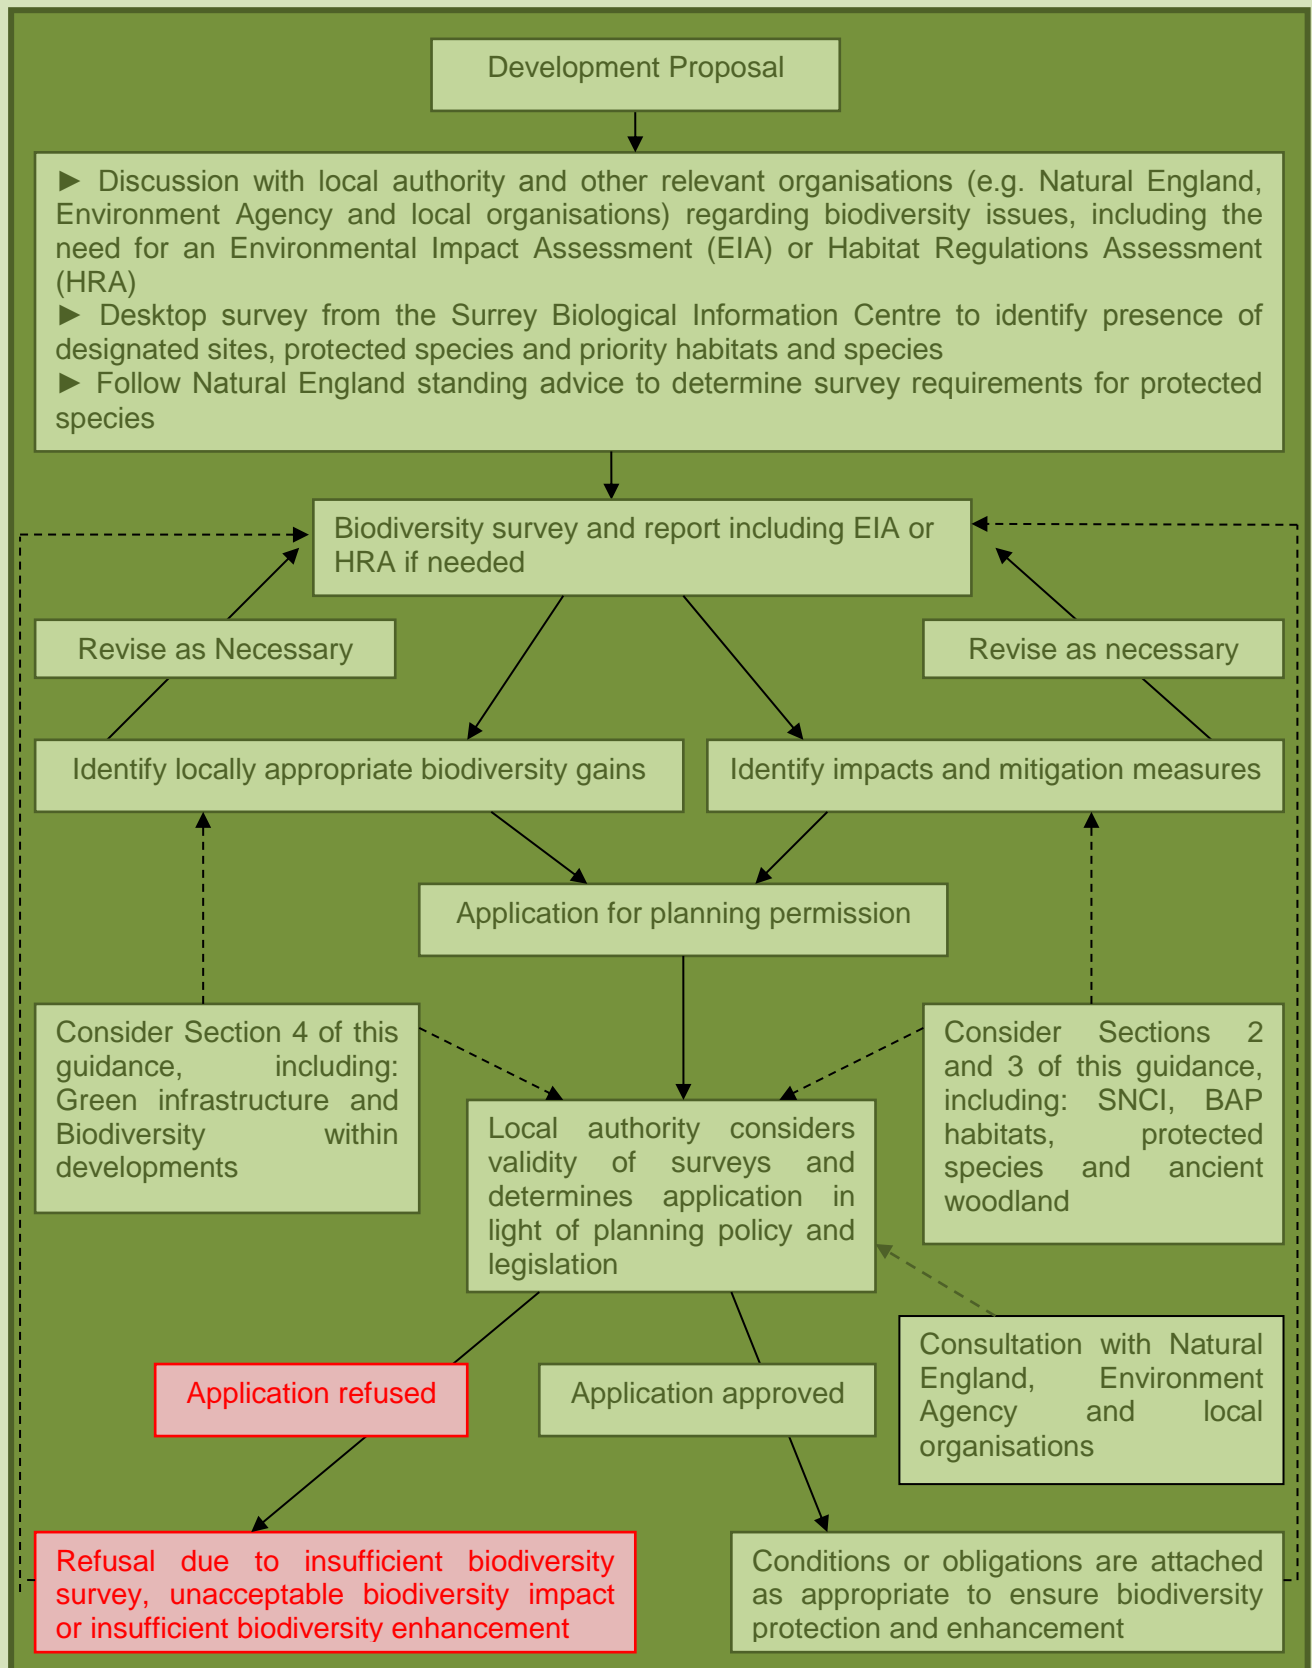 Development Proposal
► Discussion with local authority and other relevant organisations (e.g. Natural England,
Environment Agency and local organisations) regarding biodiversity issues, including the
need for an Environmental Impact Assessment (EIA) or Habitat Regulations Assessment
(HRA)
► Desktop survey from the Surrey Biological Information Centre to identify presence of
designated sites, protected species and priority habitats and species
► Follow Natural England standing advice to determine survey requirements for protected
species
Biodiversity survey and report including EIA or
HRA if needed
Revise as Necessary
Revise as necessary
Identify locally appropriate biodiversity gains
Identify impacts and mitigation measures
Application for planning permission
Consider Section 4 of this
guidance, including:
Green infrastructure and
Biodiversity within
developments
Consider Sections 2
and 3 of this guidance,
including: SNCI, BAP
habitats, protected
species and ancient
woodland
Local authority considers
validity of surveys and
determines application in
light of planning policy and
legislation
Consultation with Natural
England, Environment
Agency and local
organisations
Application refused
Application approved
Refusal due to insufficient biodiversity
survey, unacceptable biodiversity impact
or insufficient biodiversity enhancement
Conditions or obligations are attached
as appropriate to ensure biodiversity
protection and enhancement